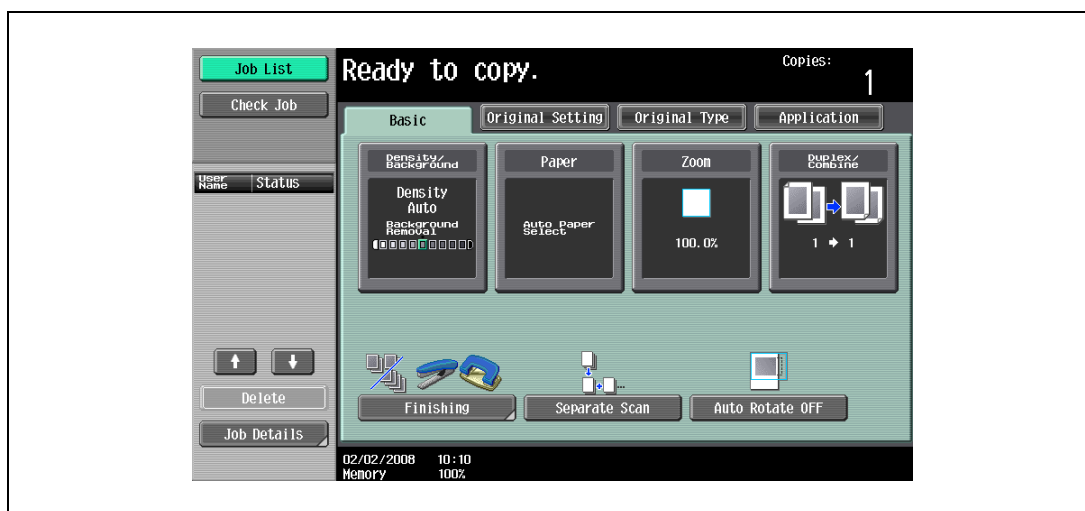 Job List
Check Job
User Name
Status
Delete
Job Details
Ready to copy.
Copies:
1
Basic
Original Setting
Original Type
Application
Density/
Background
Density
Auto
Background
Removal
Paper
Auto Paper
Select
Zoom
100.0%
Duplex/
Combine
1 → 1
Finishing
Separate Scan
Auto Rotate OFF
02/02/2008 10:10
Memory 100%